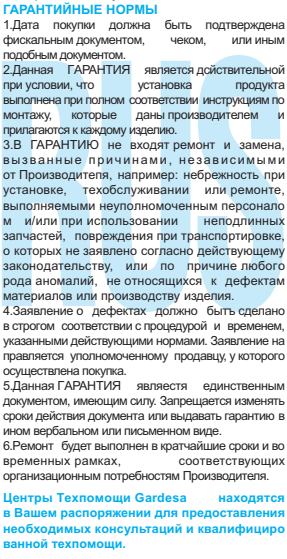 ГАРАНТИЙНЫЕ НОРМЫ
1.Дата покупки должна быть подтверждена
фискальным документом, чеком, или иным
подобным документом.
2.Данная ГАРАНТИЯ является дсйствительной
при условии, что установка продукта
выполнена при полном соответствии инструкциям по
монтажу, которые даны производителем и
прилагаются к каждому изделию.
3.В ГАРАНТИЮ не входят ремонт и замена,
вызванные причинами, независимыми
от Производителя, например: небрежность при
установке, техобслуживании или ремонте,
выполняемыми неуполномоченным персонало
м и/или при использовании неподлинных
запчастей, повреждения при транспортировке,
о которых не заявлено согласно действующему
законодательству, или по причине любого
рода аномалий, не относящихся к дефектам
материалов или производству изделия.
4.Заявление о дефектах должно быть сделано
в строгом соответствии с процедурой и временем,
указанными действующими нормами. Заявление на
правляется уполномоченному продавцу, у которого
осуществлена покупка.
5.Данная ГАРАНТИЯ являестя единственным
документом, имеющим силу. Запрещается изменять
сроки действия документа или выдавать гарантию в
ином вербальном или письменном виде.
6.Ремонт будет выполнен в кратчайшие сроки и во
временных рамках, соответствующих
организационным потребностям Производителя.
Центры Техпомощи Gardesa находятся
в Вашем распоряжении для предоставления
необходимых консультаций и квалифициро
ванной техпомощи.
RUS